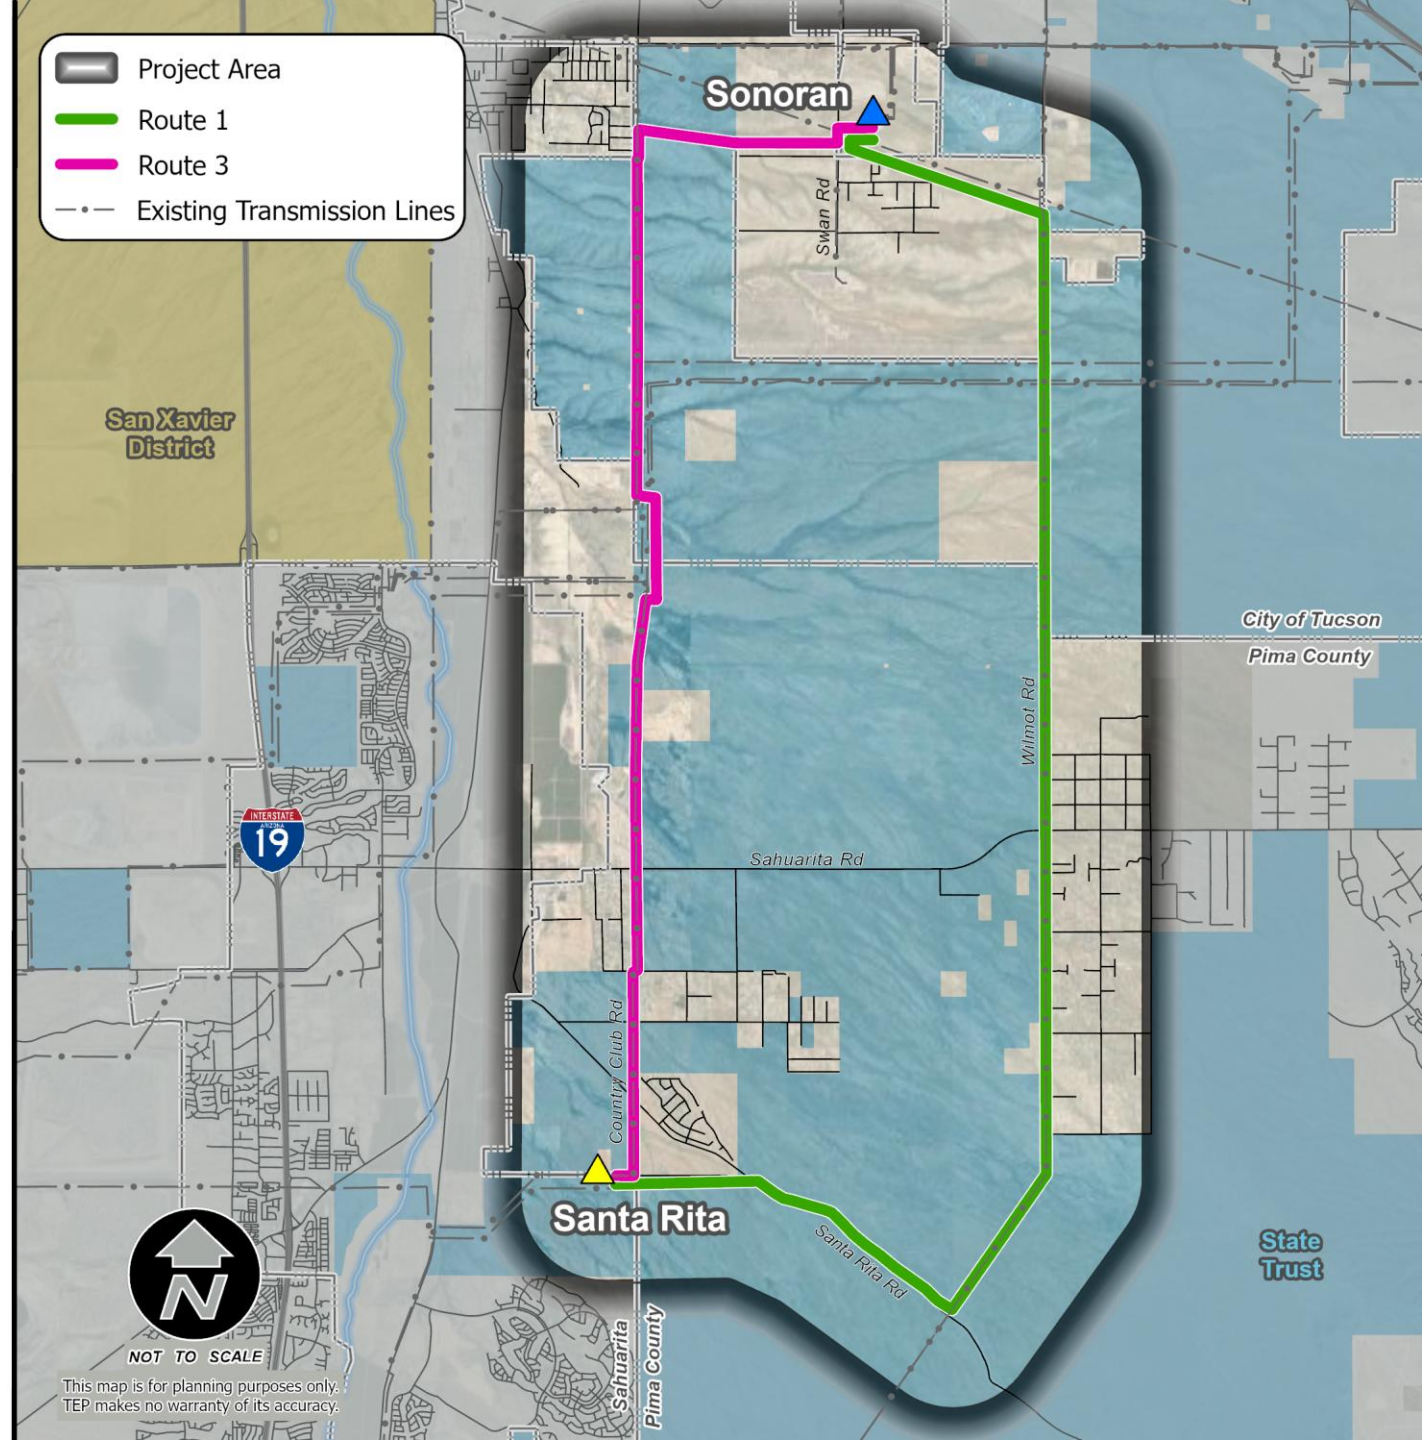 Project Area
Route 1
Route 3
Existing Transmission Lines
Sonoran
Swan Rd
San Xavier
District
City of Tucson
Pima County
Wilmot Rd
INTERSTATE
ARIZONA
19
Sahuarita Rd
Country Club Rd
Santa Rita
Santa Rita Rd
State
Trust
N
NOT TO SCALE
This map is for planning purposes only.
TEP makes no warranty of its accuracy.
Sahuarita
Pima County